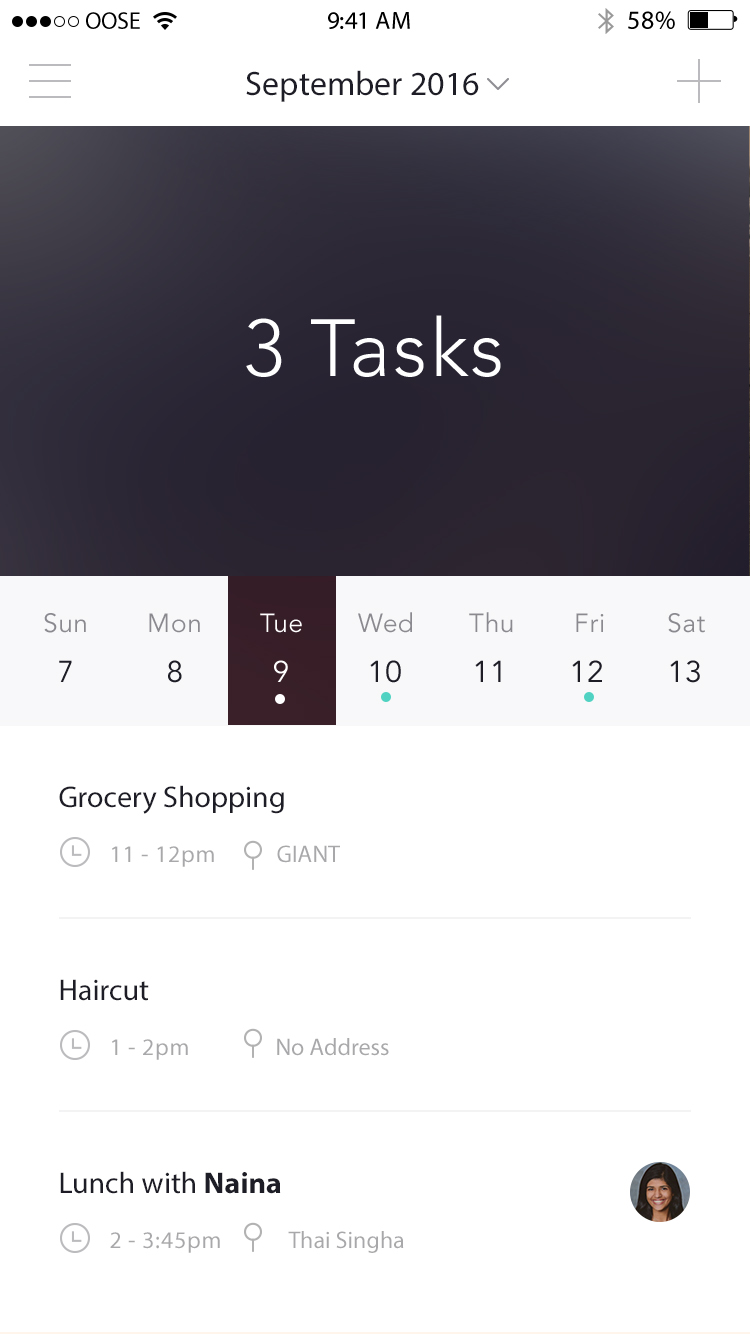 OOSE 9:41 AM 58%
September 2016
3 Tasks
Sun Mon Tue Wed Thu Fri Sat
7 8 9 10 11 12 13
Grocery Shopping
11 - 12pm GIANT
Haircut
1 - 2pm No Address
Lunch with Naina
2 - 3:45pm Thai Singha